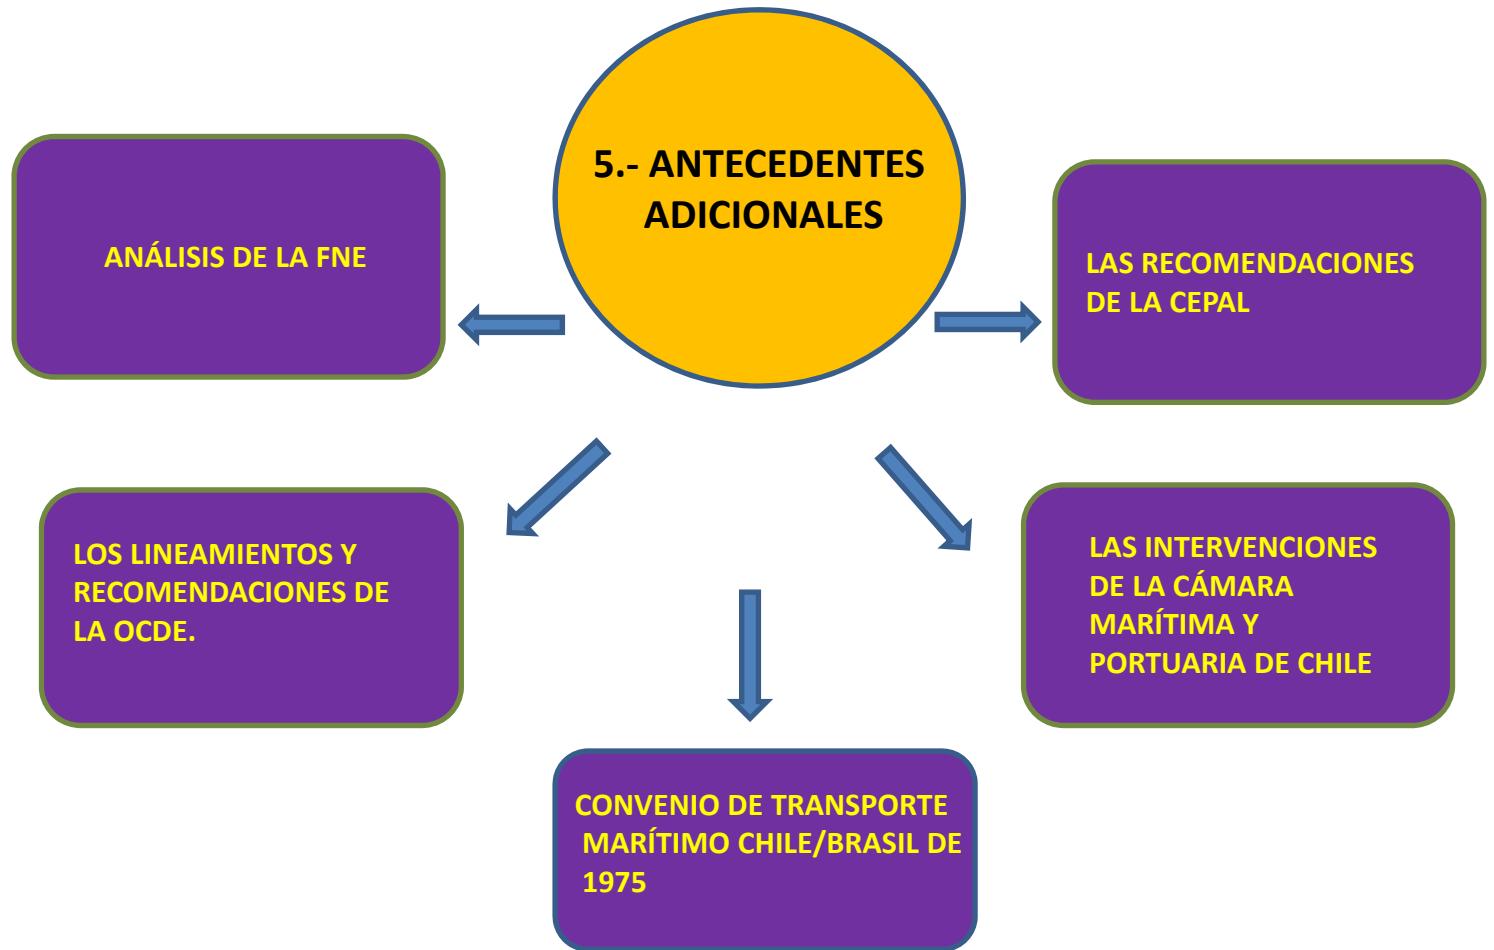 5.- ANTECEDENTES
ADICIONALES
ANÁLISIS DE LA FNE
LAS RECOMENDACIONES
DE LA CEPAL
LOS LINEAMIENTOS Y
RECOMENDACIONES DE
LA OCDE.
LAS INTERVENCIONES
DE LA CÁMARA
MARÍTIMA Y
PORTUARIA DE CHILE
CONVENIO DE TRANSPORTE
MARÍTIMO CHILE/BRASIL DE
1975